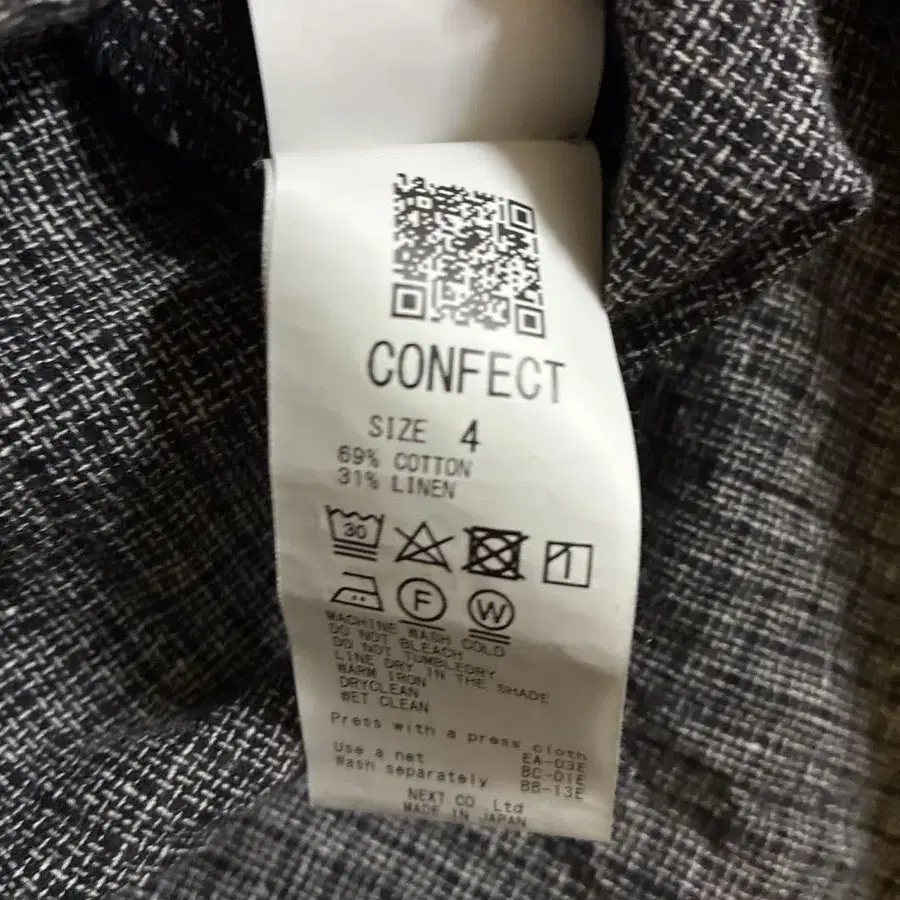 CONFECT
SIZE 4
69% COTTON
31% LINEN
30
F W
MACHINE WASH COLD
DO NOT BLEACH
DO NOT TUMBLEDRY
LINE DRY IN THE SHADE
WARM IRON
DRYCLEAN
WET CLEAN
Press with a press cloth
EA-03E
Use a net BC-01E
Wash separately BB-13E
NEXT CO.,Ltd
MADE IN JAPAN